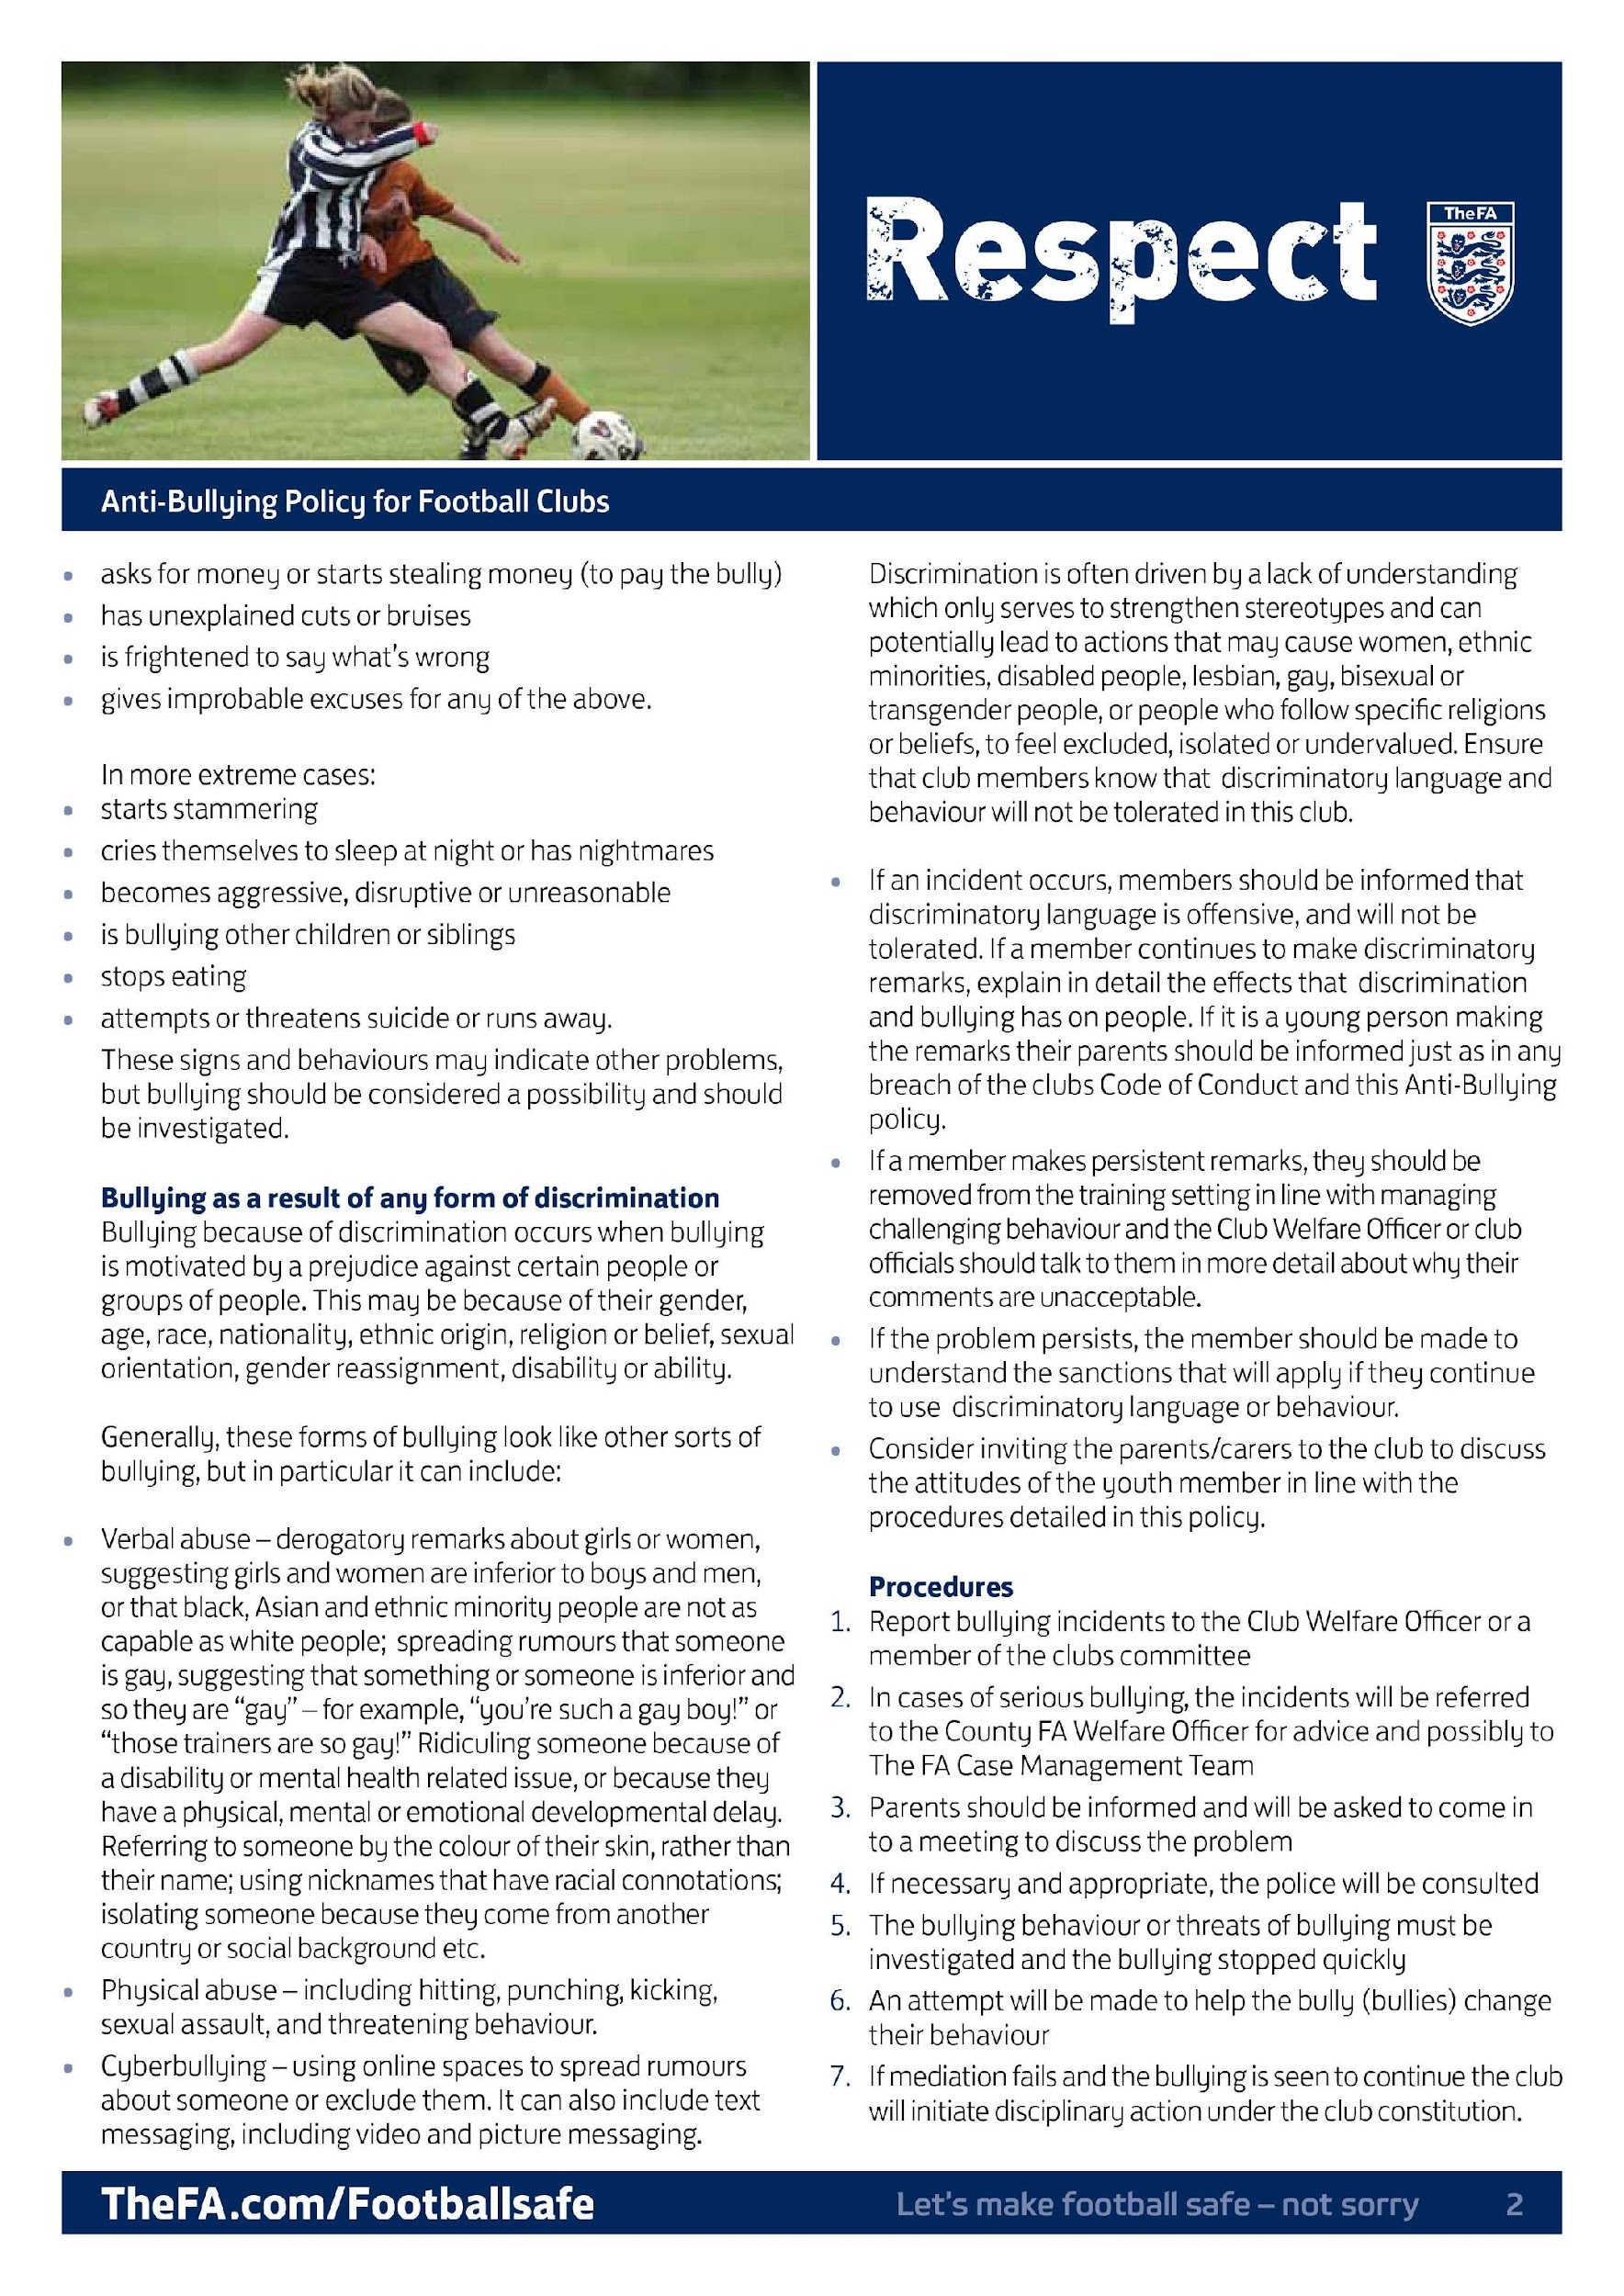 Respect
TheFA
Anti-Bullying Policy for Football Clubs
• asks for money or starts stealing money (to pay the bully)
• has unexplained cuts or bruises
• is frightened to say what's wrong
• gives improbable excuses for any of the above.
In more extreme cases:
• starts stammering
• cries themselves to sleep at night or has nightmares
• becomes aggressive, disruptive or unreasonable
• is bullying other children or siblings
• stops eating
• attempts or threatens suicide or runs away.
These signs and behaviours may indicate other problems,
but bullying should be considered a possibility and should
be investigated.
Bullying as a result of any form of discrimination
Bullying because of discrimination occurs when bullying
is motivated by a prejudice against certain people or
groups of people. This may be because of their gender,
age, race, nationality, ethnic origin, religion or belief, sexual
orientation, gender reassignment, disability or ability.
Generally, these forms of bullying look like other sorts of
bullying, but in particular it can include:
• Verbal abuse – derogatory remarks about girls or women,
suggesting girls and women are inferior to boys and men,
or that black, Asian and ethnic minority people are not as
capable as white people; spreading rumours that someone
is gay, suggesting that something or someone is inferior and
so they are “gay” – for example, “you're such a gay boy!” or
“those trainers are so gay!” Ridiculing someone because of
a disability or mental health related issue, or because they
have a physical, mental or emotional developmental delay.
Referring to someone by the colour of their skin, rather than
their name; using nicknames that have racial connotations;
isolating someone because they come from another
country or social background etc.
• Physical abuse – including hitting, punching, kicking,
sexual assault, and threatening behaviour.
• Cyberbullying – using online spaces to spread rumours
about someone or exclude them. It can also include text
messaging, including video and picture messaging.
Discrimination is often driven by a lack of understanding
which only serves to strengthen stereotypes and can
potentially lead to actions that may cause women, ethnic
minorities, disabled people, lesbian, gay, bisexual or
transgender people, or people who follow specific religions
or beliefs, to feel excluded, isolated or undervalued. Ensure
that club members know that discriminatory language and
behaviour will not be tolerated in this club.
• If an incident occurs, members should be informed that
discriminatory language is offensive, and will not be
tolerated. If a member continues to make discriminatory
remarks, explain in detail the effects that discrimination
and bullying has on people. If it is a young person making
the remarks their parents should be informed just as in any
breach of the clubs Code of Conduct and this Anti-Bullying
policy.
• If a member makes persistent remarks, they should be
removed from the training setting in line with managing
challenging behaviour and the Club Welfare Officer or club
officials should talk to them in more detail about why their
comments are unacceptable.
• If the problem persists, the member should be made to
understand the sanctions that will apply if they continue
to use discriminatory language or behaviour.
• Consider inviting the parents/carers to the club to discuss
the attitudes of the youth member in line with the
procedures detailed in this policy.
Procedures
1. Report bullying incidents to the Club Welfare Officer or a
member of the clubs committee
2. In cases of serious bullying, the incidents will be referred
to the County FA Welfare Officer for advice and possibly to
The FA Case Management Team
3. Parents should be informed and will be asked to come in
to a meeting to discuss the problem
4. If necessary and appropriate, the police will be consulted
5. The bullying behaviour or threats of bullying must be
investigated and the bullying stopped quickly
6. An attempt will be made to help the bully (bullies) change
their behaviour
7. If mediation fails and the bullying is seen to continue the club
will initiate disciplinary action under the club constitution.
TheFA.com/Footballsafe
Let's make football safe – not sorry 2